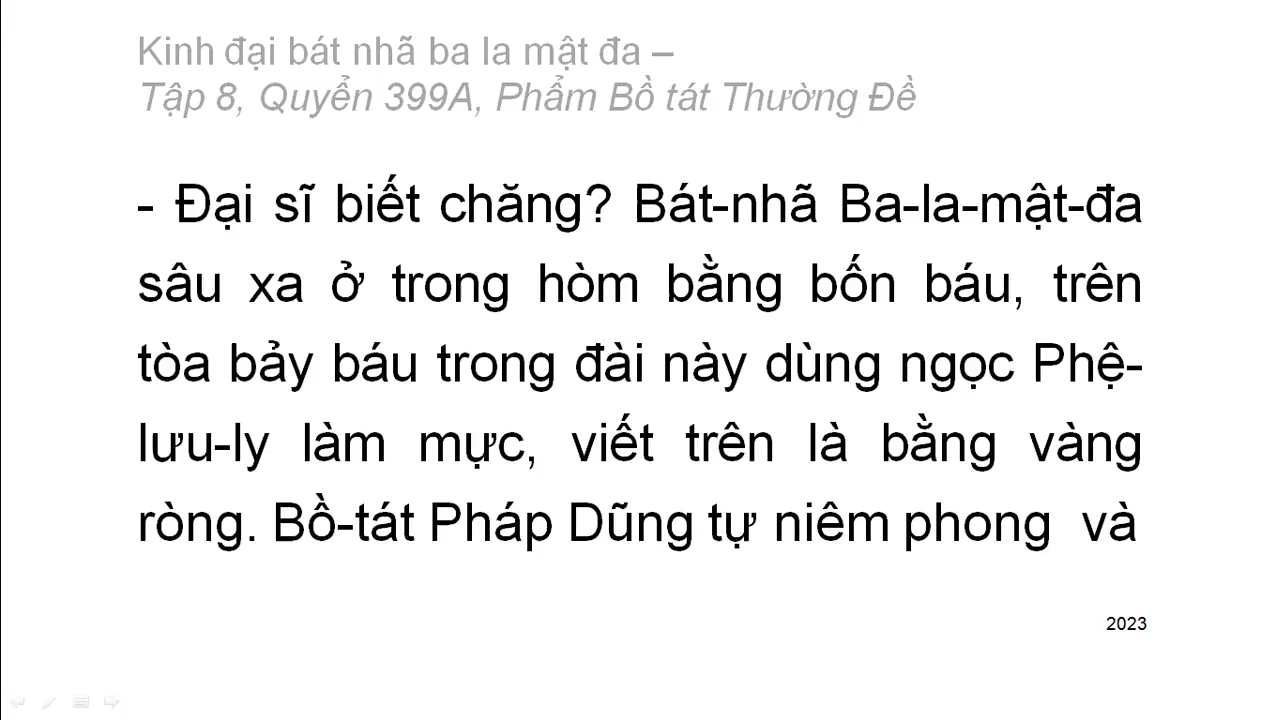 Kinh đại bát nhã ba la mật đa –
Tập 8, Quyển 399A, Phẩm Bồ tát Thường Đề
- Đại sĩ biết chăng? Bát-nhã Ba-la-mật-đa
sâu xa ở trong hòm bằng bốn báu, trên
tòa bảy báu trong đài này dùng ngọc Phệ-
lưu-ly làm mực, viết trên là bằng vàng
ròng. Bồ-tát Pháp Dũng tự niêm phong và
2023